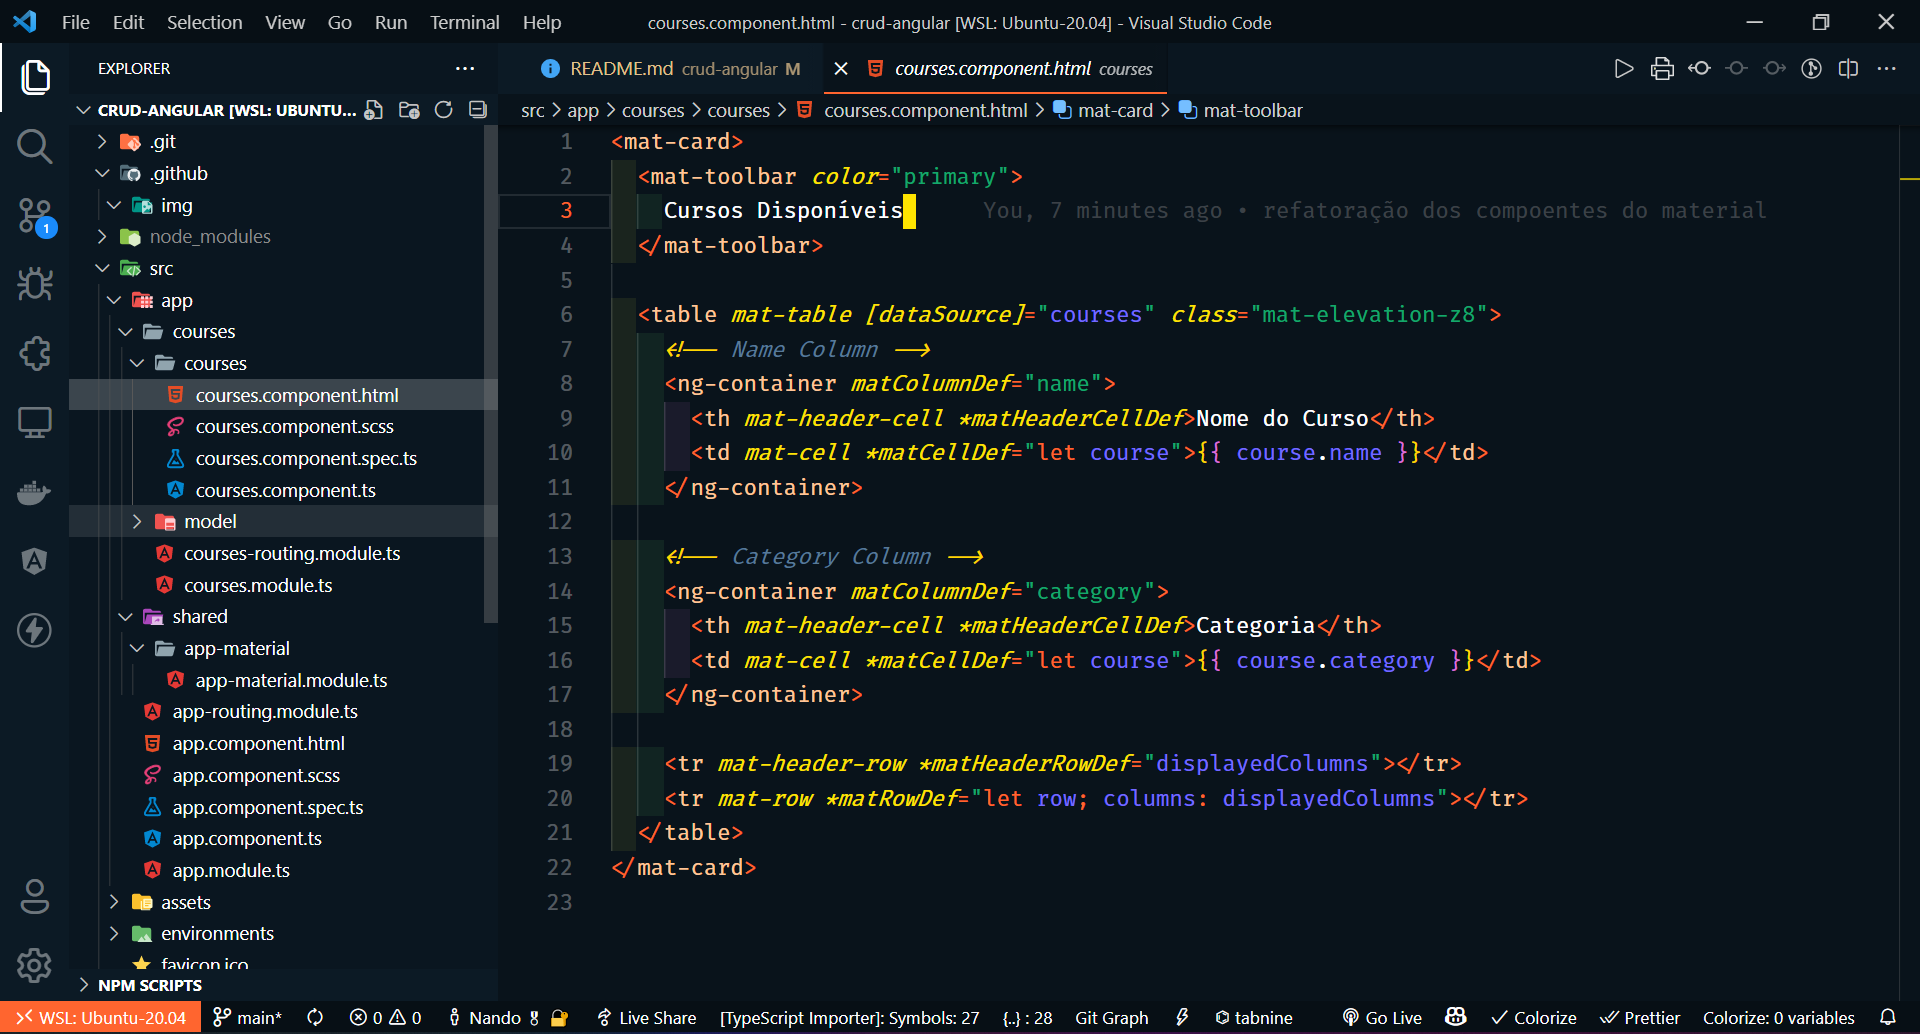 File Edit Selection View Go Run Terminal Help
courses.component.html - crud-angular [WSL: Ubuntu-20.04] - Visual Studio Code
EXPLORER
CRUD-ANGULAR [WSL: UBUNTU...
.git
.github
img
node_modules
src
app
courses
courses
courses.component.html
courses.component.scss
courses.component.spec.ts
courses.component.ts
model
courses-routing.module.ts
courses.module.ts
shared
app-material
app-material.module.ts
app-routing.module.ts
app.component.html
app.component.scss
app.component.spec.ts
app.component.ts
app.module.ts
assets
environments
favicon.ico
NPM SCRIPTS
1
README.md crud-angular M
courses.component.html courses
src > app > courses > courses > courses.component.html > mat-card > mat-toolbar
1 <mat-card>
2 <mat-toolbar color="primary">
3 Cursos Disponíveis You, 7 minutes ago • refatoração dos compoentes do material
4 </mat-toolbar>
5
6 <table mat-table [dataSource]="courses" class="mat-elevation-z8">
7 <!-- Name Column -->
8 <ng-container matColumnDef="name">
9 <th mat-header-cell *matHeaderCellDef>Nome do Curso</th>
10 <td mat-cell *matCellDef="let course">{{ course.name }}</td>
11 </ng-container>
12
13 <!-- Category Column -->
14 <ng-container matColumnDef="category">
15 <th mat-header-cell *matHeaderCellDef>Categoria</th>
16 <td mat-cell *matCellDef="let course">{{ course.category }}</td>
17 </ng-container>
18
19 <tr mat-header-row *matHeaderRowDef="displayedColumns"></tr>
20 <tr mat-row *matRowDef="let row; columns: displayedColumns"></tr>
21 </table>
22 </mat-card>
23
WSL: Ubuntu-20.04 main* 0 0 Nando 8 Live Share [TypeScript Importer]: Symbols: 27 {..} : 28 Git Graph tabnine Go Live Colorize Prettier Colorize: 0 variables